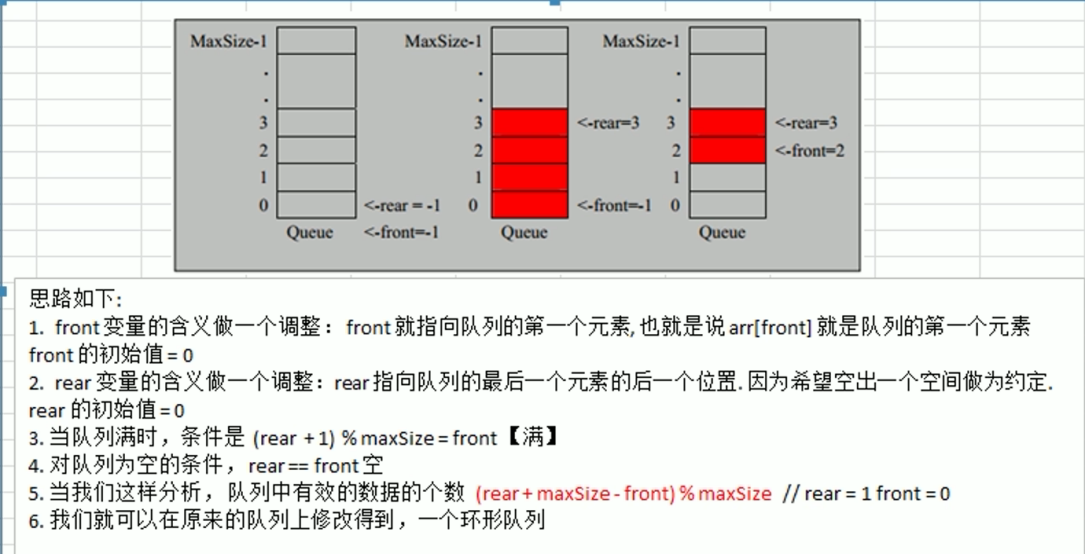 MaxSize-1 MaxSize-1 MaxSize-1
. . .
. . .
3 3 <-rear=3 3 <-rear=3
2 2 2 <-front=2
1 1 1
0 <-rear = -1 0 <-front=-1 0
Queue <-front=-1 Queue Queue
思路如下:
1. front 变量的含义做一个调整： front 就指向队列的第一个元素, 也就是说 arr[front] 就是队列的第一个元素
front 的初始值 = 0
2. rear 变量的含义做一个调整：rear 指向队列的最后一个元素的后一个位置. 因为希望空出一个空间做为约定.
rear 的初始值 = 0
3. 当队列满时，条件是 (rear + 1) % maxSize = front 【满】
4. 对队列为空的条件， rear == front 空
5. 当我们这样分析， 队列中有效的数据的个数 (rear + maxSize - front) % maxSize // rear = 1 front = 0
6. 我们就可以在原来的队列上修改得到，一个环形队列